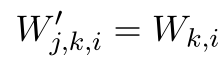 $W'_{j,k,i} = W_{k,i}$